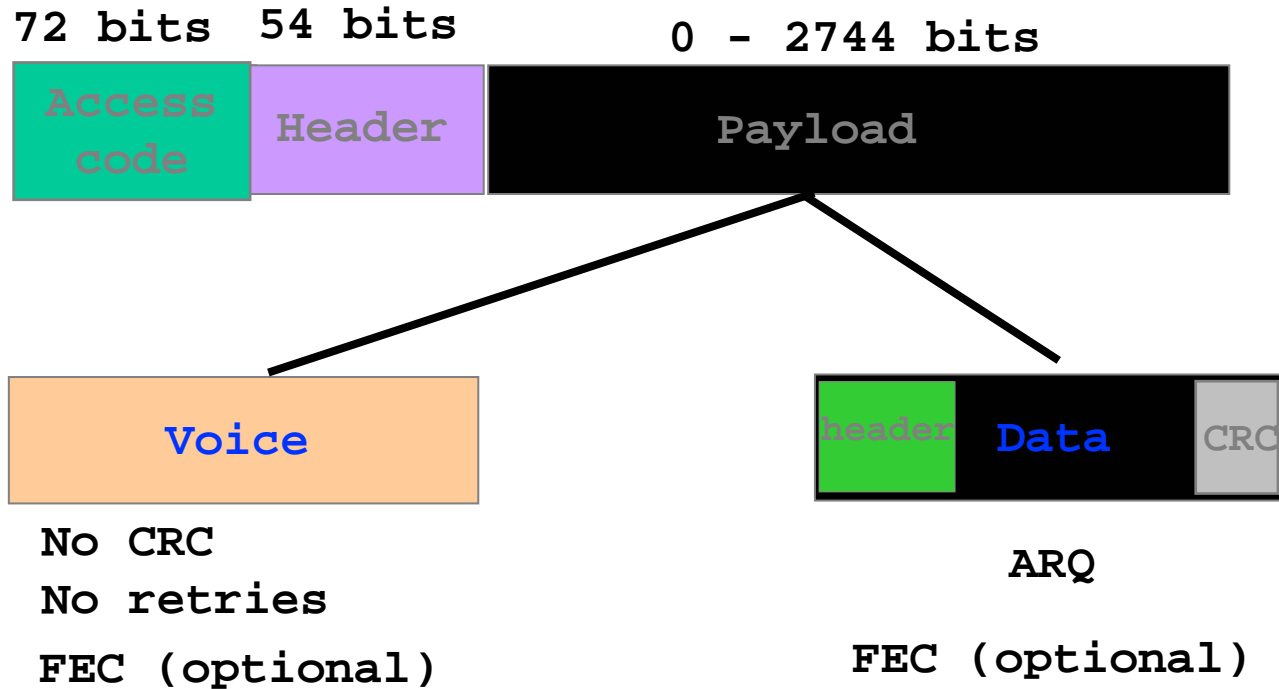 72 bits 54 bits 0 - 2744 bits
Access
code
Header
Payload
Voice
header
Data
CRC
No CRC
No retries
FEC (optional)
ARQ
FEC (optional)